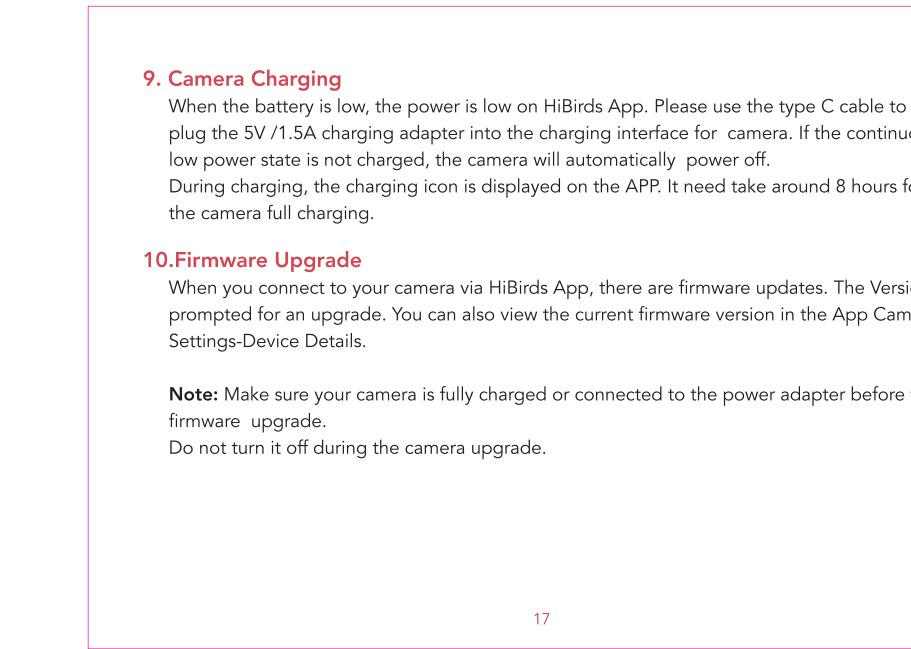 9. Camera Charging
When the battery is low, the power is low on HiBirds App. Please use the type C cable to
plug the 5V /1.5A charging adapter into the charging interface for  camera. If the
low power state is not charged, the camera will automatically  power off.
During charging, the charging icon is displayed on the APP. It need take around 8 hours
the camera full charging.
10.Firmware Upgrade
When you connect to your camera via HiBirds App, there are firmware updates. The
prompted for an upgrade. You can also view the current firmware version in the App
Settings-Device Details.
Note: Make sure your camera is fully charged or connected to the power adapter before
firmware  upgrade.
Do not turn it off during the camera upgrade.
17